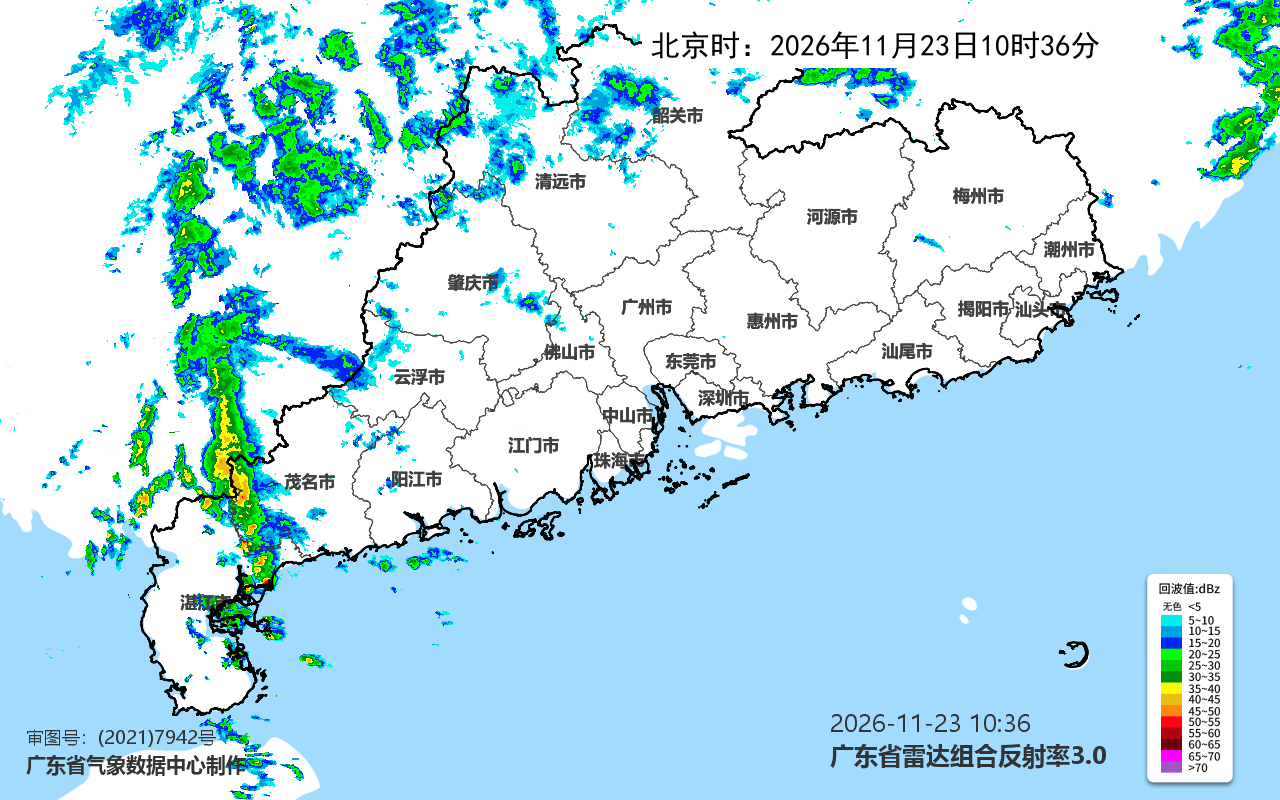 北京时：2026年11月23日10时36分
韶关市
清远市
梅州市
河源市
潮州市
肇庆市
广州市
揭阳市
汕头市
惠州市
佛山市
汕尾市
东莞市
云浮市
深圳市
中山市
江门市
珠海市
茂名市
阳江市
湛江市
回波值:dBz
无色 <5
5~10
10~15
15~20
20~25
25~30
30~35
35~40
40~45
45~50
50~55
55~60
60~65
65~70
>70
2026-11-23 10:36
广东省雷达组合反射率3.0
审图号：(2021)7942号
广东省气象数据中心制作